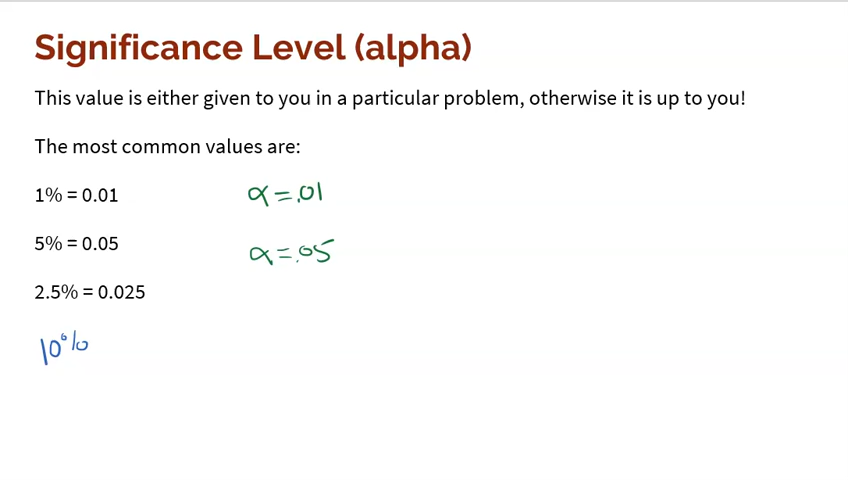 Significance Level (alpha)
This value is either given to you in a particular problem, otherwise it is up to you!
The most common values are:
1% = 0.01 α = .01
5% = 0.05 α = .05
2.5% = 0.025
10%